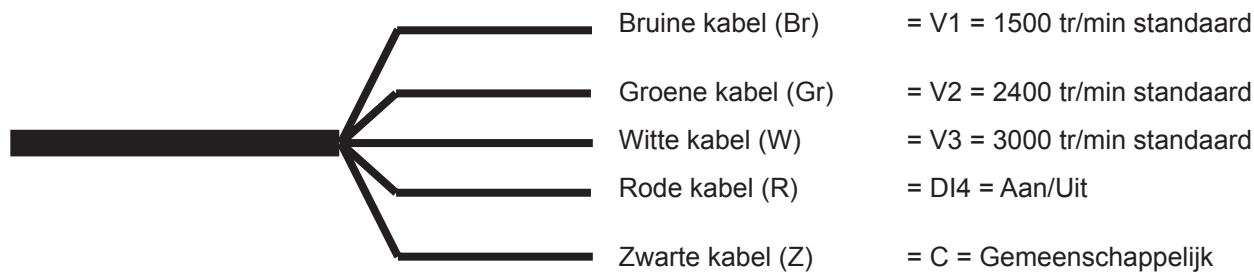 Bruine kabel (Br) = V1 = 1500 tr/min standaard
Groene kabel (Gr) = V2 = 2400 tr/min standaard
Witte kabel (W) = V3 = 3000 tr/min standaard
Rode kabel (R) = DI4 = Aan/Uit
Zwarte kabel (Z) = C = Gemeenschappelijk